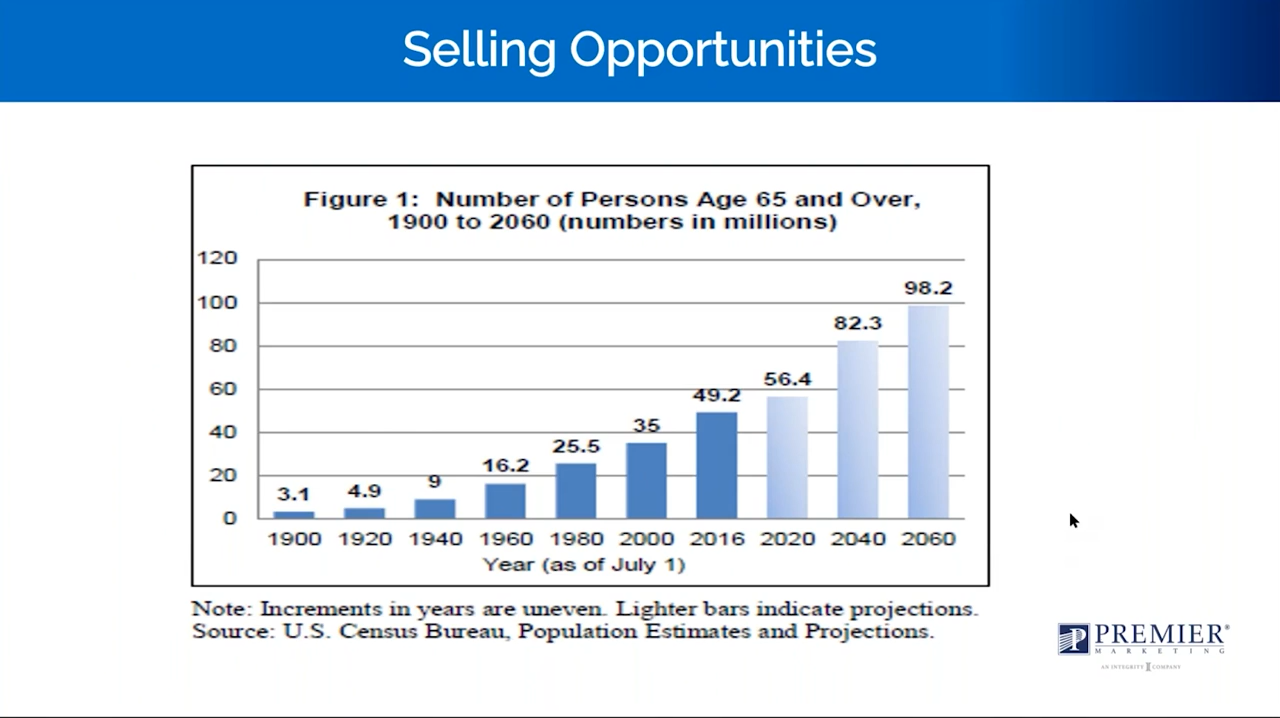 Selling Opportunities
Figure 1: Number of Persons Age 65 and Over,
1900 to 2060 (numbers in millions)
120
100
80
60
40
20
0
3.1
4.9
9
16.2
25.5
35
49.2
56.4
82.3
98.2
1900 1920 1940 1960 1980 2000 2016 2020 2040 2060
Year (as of July 1)
Note: Increments in years are uneven. Lighter bars indicate projections.
Source: U.S. Census Bureau, Population Estimates and Projections.
P PREMIER®
MARKETING
AN INTEGRITY COMPANY